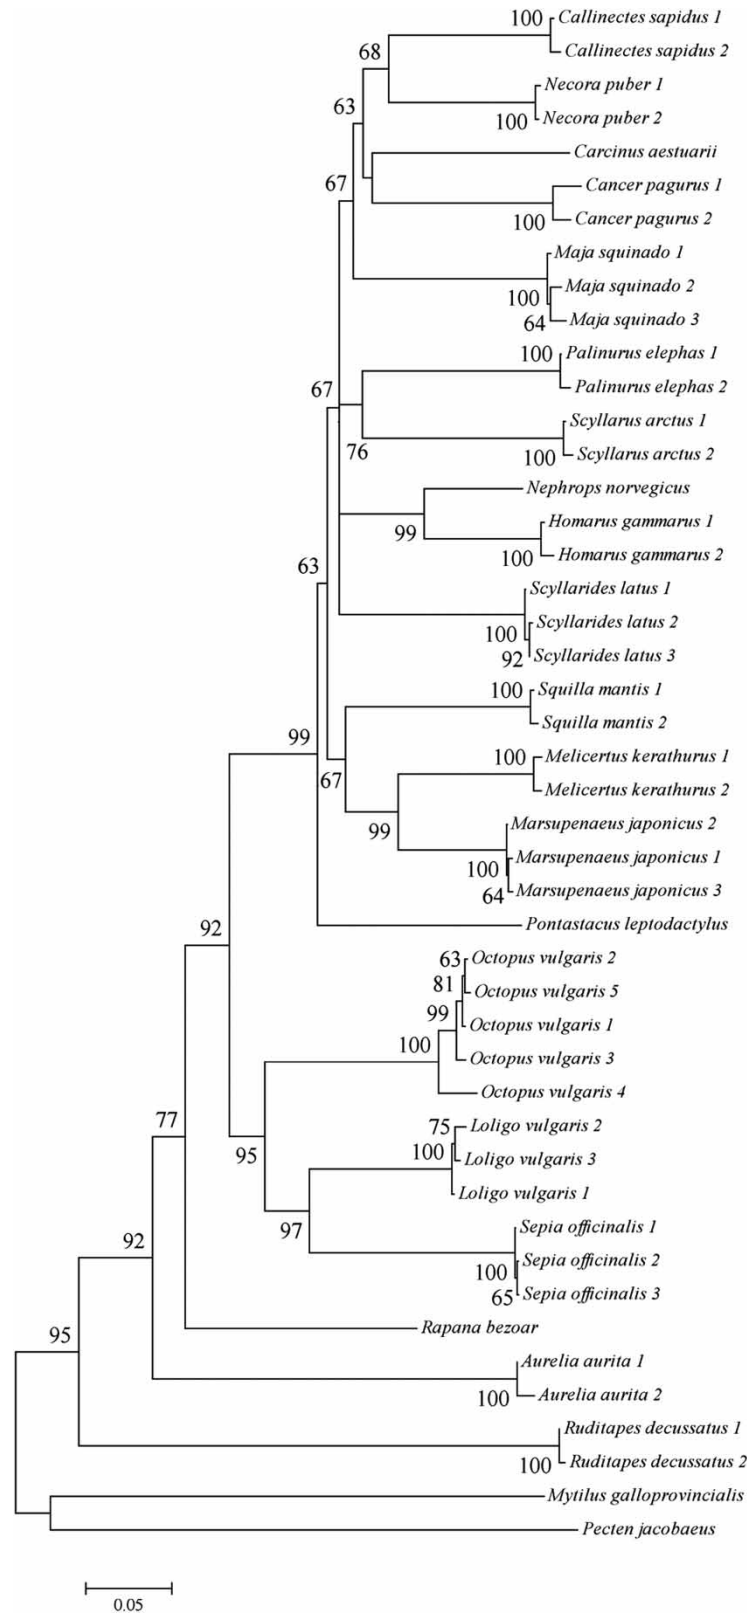 100 Callinectes sapidus 1
Callinectes sapidus 2
68
Necora puber 1
100 Necora puber 2
63
Carcinus aestuarii
67
Cancer pagurus 1
100 Cancer pagurus 2
Maja squinado 1
100 Maja squinado 2
64 Maja squinado 3
100 Palinurus elephas 1
67 Palinurus elephas 2
Scyllarus arctus 1
76 100 Scyllarus arctus 2
Nephrops norvegicus
99 Homarus gammarus 1
100 Homarus gammarus 2
63
Scyllarides latus 1
100 Scyllarides latus 2
92 Scyllarides latus 3
100 Squilla mantis 1
Squilla mantis 2
99
100 Melicertus kerathurus 1
67 Melicertus kerathurus 2
99 Marsupenaeus japonicus 2
100 Marsupenaeus japonicus 1
64 Marsupenaeus japonicus 3
92 Pontastacus leptodactylus
63 Octopus vulgaris 2
81 Octopus vulgaris 5
99 Octopus vulgaris 1
100 Octopus vulgaris 3
Octopus vulgaris 4
77 75 Loligo vulgaris 2
95 100 Loligo vulgaris 3
Loligo vulgaris 1
97 Sepia officinalis 1
92 Sepia officinalis 2
100
65 Sepia officinalis 3
Rapana bezoar
95
Aurelia aurita 1
100 Aurelia aurita 2
Ruditapes decussatus 1
100 Ruditapes decussatus 2
Mytilus galloprovincialis
Pecten jacobaeus
0.05